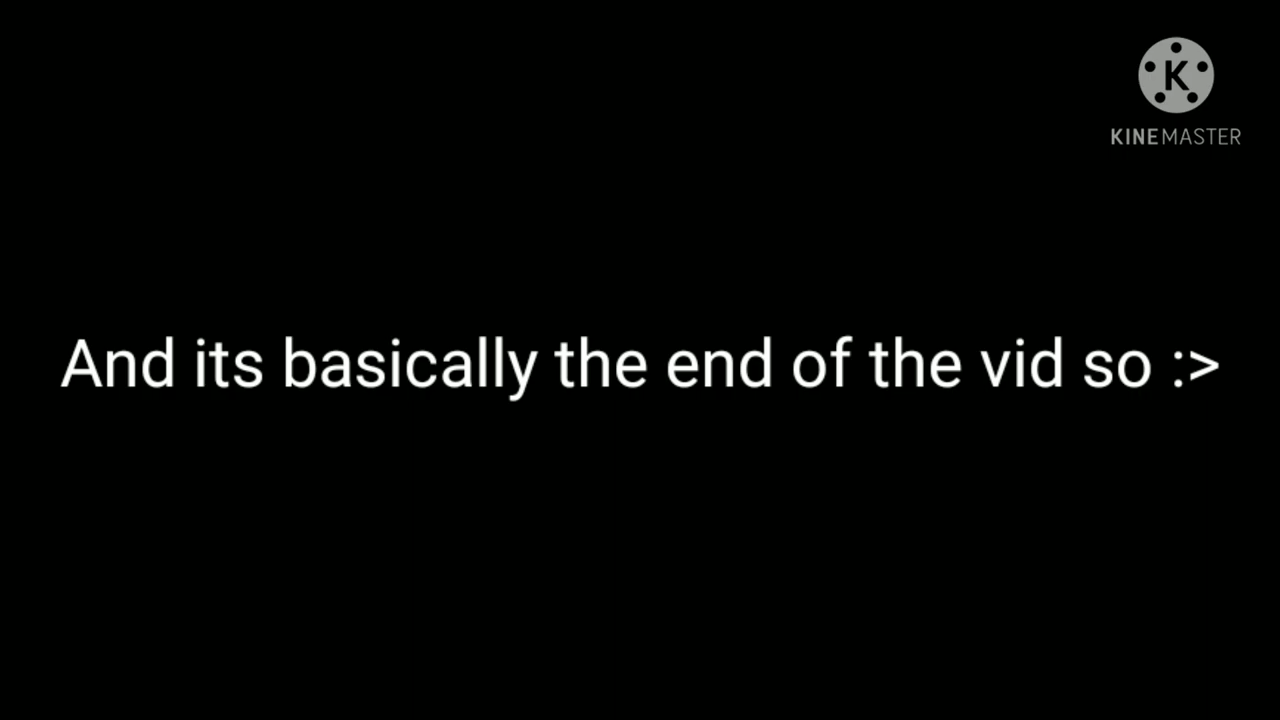 K
KINEMASTER
And its basically the end of the vid so :>